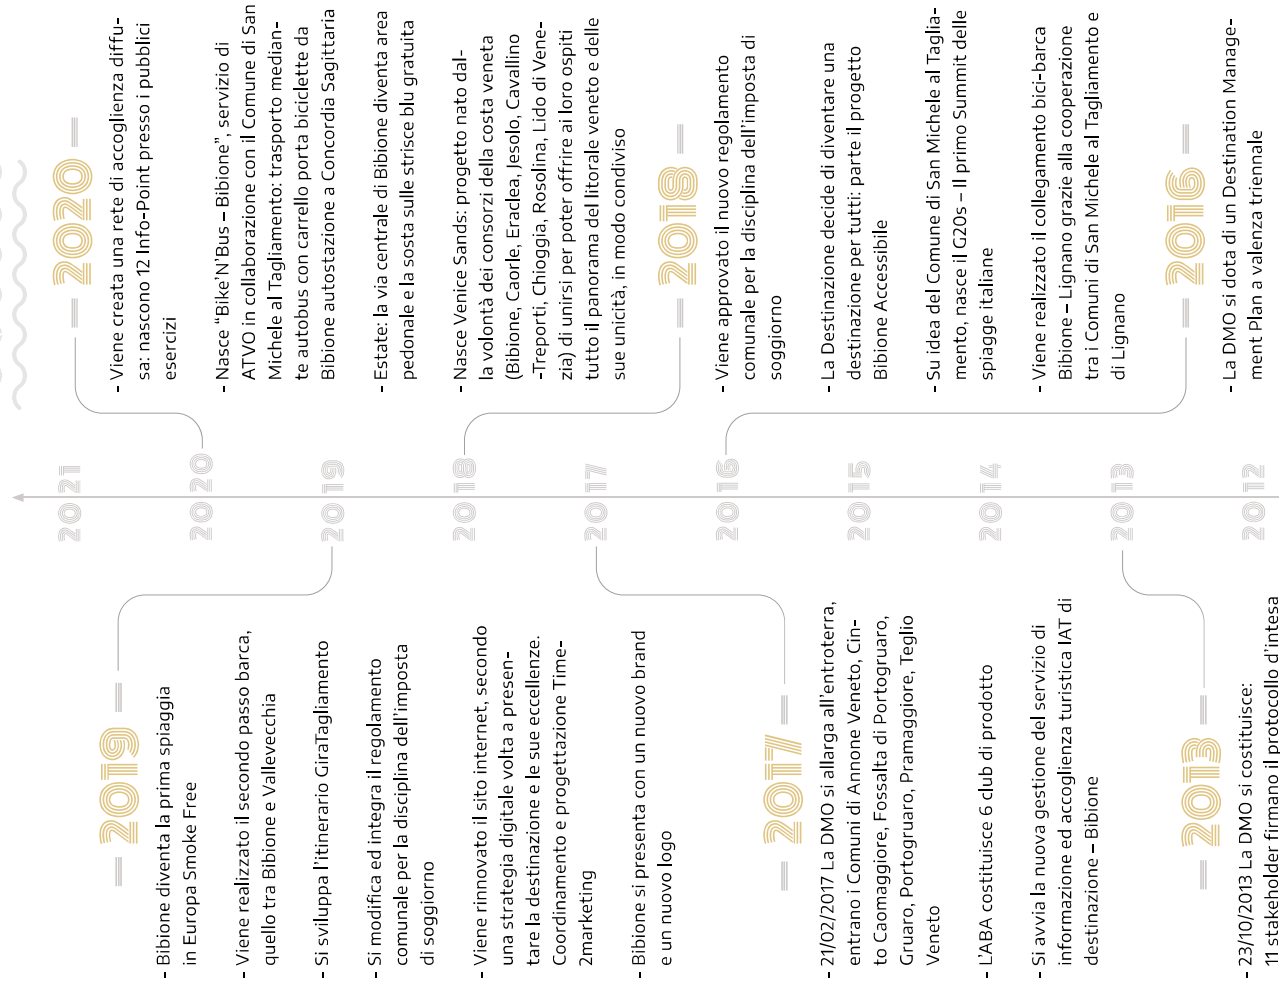 2020
- Viene creata una rete di accoglienza diffu-
sa: nascono 12 Info-Point presso i pubblici
esercizi
- Nasce “Bike’N’Bus – Bibione”, servizio di
ATVO in collaborazione con il Comune di San
Michele al Tagliamento: trasporto median-
te autobus con carrello porta biciclette da
Bibione autostazione a Concordia Sagittaria
- Estate: la via centrale di Bibione diventa area
pedonale e la sosta sulle strisce blu gratuita
- Nasce Venice Sands: progetto nato dal-
la volontà dei consorzi della costa veneta
(Bibione, Caorle, Eraclea, Jesolo, Cavallino
-Treporti, Chioggia, Rosolina, Lido di Vene-
zia) di unirsi per poter offrire ai loro ospiti
tutto il panorama del litorale veneto e delle
sue unicità, in modo condiviso
2018
- Viene approvato il nuovo regolamento
comunale per la disciplina dell’imposta di
soggiorno
- La Destinazione decide di diventare una
destinazione per tutti: parte il progetto
Bibione Accessibile
- Su idea del Comune di San Michele al Taglia-
mento, nasce il G20s – Il primo Summit delle
spiagge italiane
- Viene realizzato il collegamento bici-barca
Bibione – Lignano grazie alla cooperazione
tra i Comuni di San Michele al Tagliamento e
di Lignano
2016
- La DMO si dota di un Destination Manage-
ment Plan a valenza triennale
2021
2020
2019
2018
2017
2016
2015
2014
2013
2012
2019
- Bibione diventa la prima spiaggia
in Europa Smoke Free
- Viene realizzato il secondo passo barca,
quello tra Bibione e Vallevecchia
- Si sviluppa l’itinerario GiraTagliamento
- Si modifica ed integra il regolamento
comunale per la disciplina dell’imposta
di soggiorno
- Viene rinnovato il sito internet, secondo
una strategia digitale volta a presen-
tare la destinazione e le sue eccellenze.
Coordinamento e progettazione Time-
2marketing
- Bibione si presenta con un nuovo brand
e un nuovo logo
2017
- 21/02/2017 La DMO si allarga all’entroterra,
entrano i Comuni di Annone Veneto, Cin-
to Caomaggiore, Fossalta di Portogruaro,
Gruaro, Portogruaro, Pramaggiore, Teglio
Veneto
- L’ABA costituisce 6 club di prodotto
- Si avvia la nuova gestione del servizio di
informazione ed accoglienza turistica IAT di
destinazione – Bibione
2013
- 23/10/2013 La DMO si costituisce:
11 stakeholder firmano il protocollo d’intesa